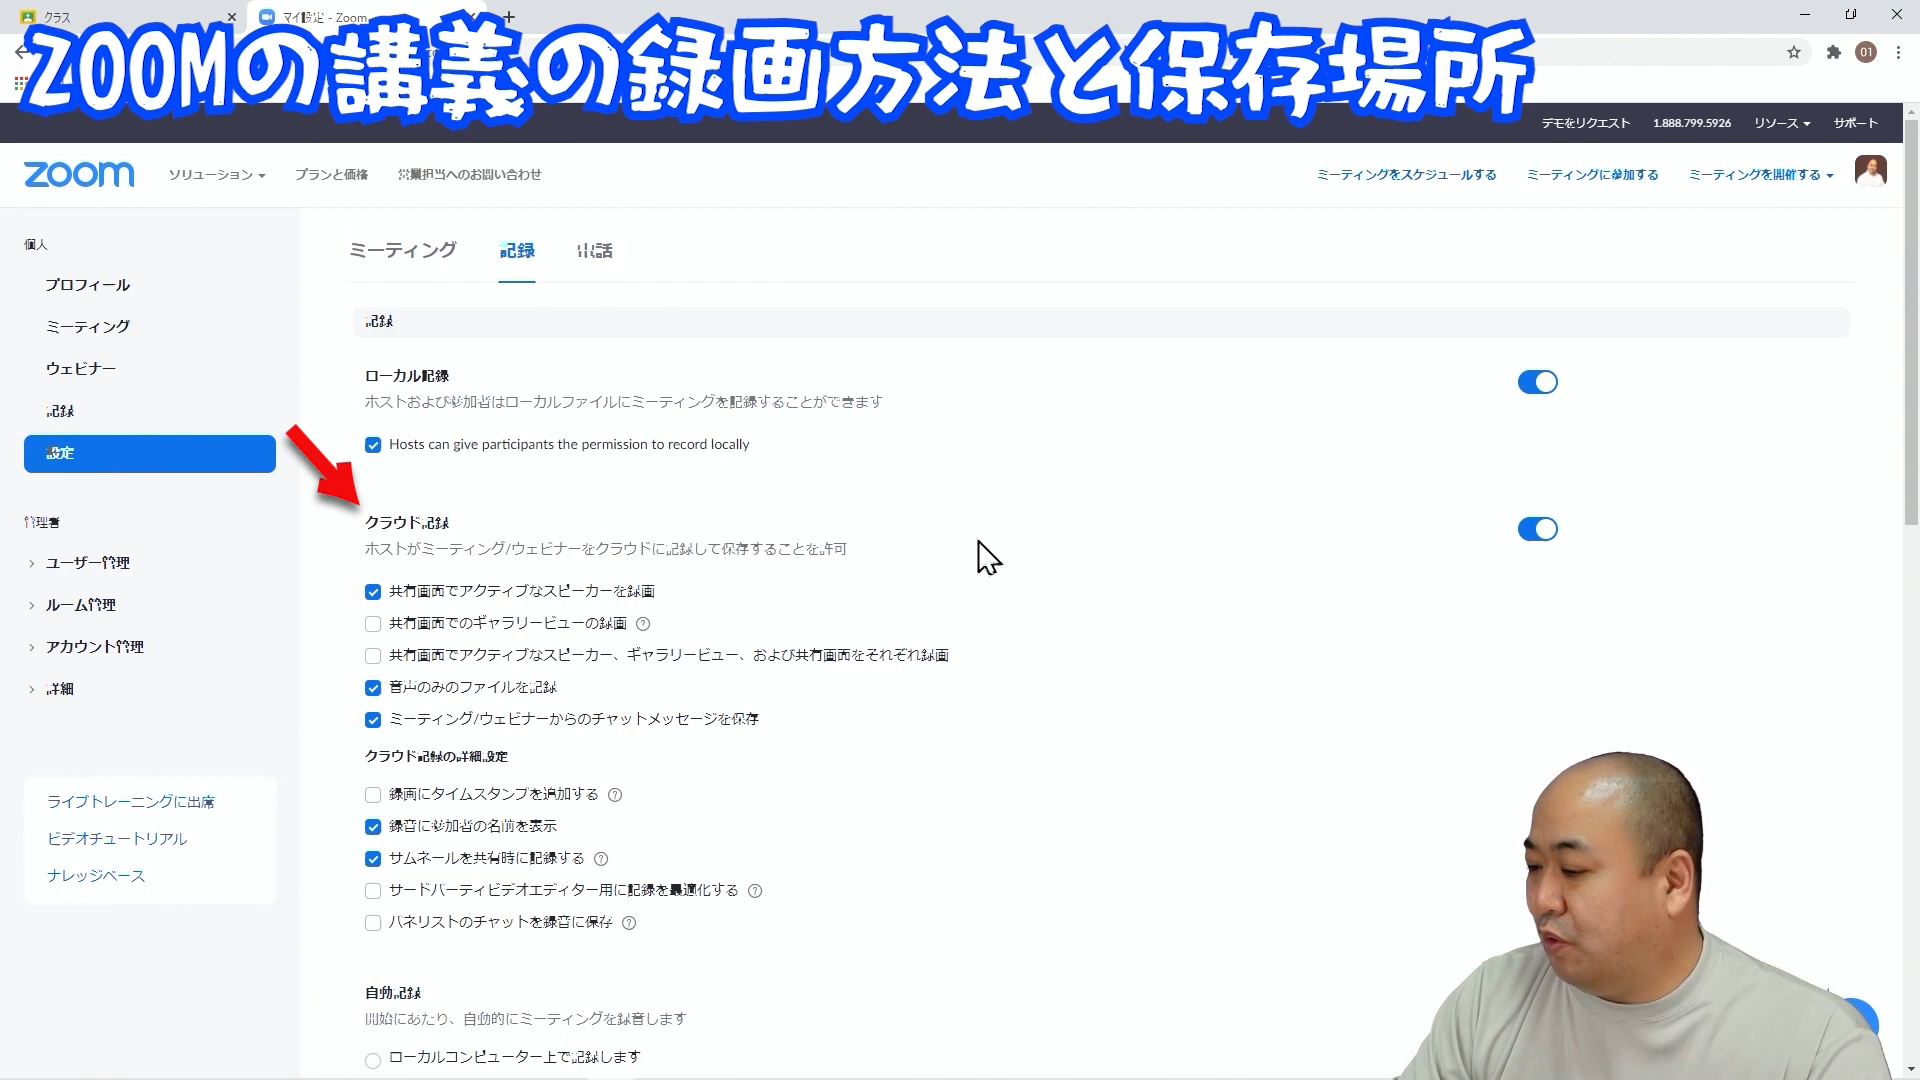 クラス
マイ設定 - Zoom
ZOOMの講義の録画方法と保存場所
01
デモをリクエスト 1.888.799.5926 リソース サポート
zoom ソリューション プランと価格 営業担当へのお問い合わせ ミーティングをスケジュールする ミーティングに参加する ミーティングを開催する
個人
プロフィール
ミーティング
ウェビナー
記録
設定
管理者
ユーザー管理
ルーム管理
アカウント管理
詳細
ライブトレーニングに出席
ビデオチュートリアル
ナレッジベース
ミーティング 記録 電話
記録
ローカル記録
ホストおよび参加者はローカルファイルにミーティングを記録することができます
Hosts can give participants the permission to record locally
クラウド記録
ホストがミーティング/ウェビナーをクラウドに記録して保存することを許可
共有画面でアクティブなスピーカーを録画
共有画面でのギャラリービューの録画
共有画面でアクティブなスピーカー、ギャラリービュー、および共有画面をそれぞれ録画
音声のみのファイルを記録
ミーティング/ウェビナーからのチャットメッセージを保存
クラウド記録の詳細設定
録画にタイムスタンプを追加する
録音に参加者の名前を表示
サムネールを共有時に記録する
サードパーティビデオエディター用に記録を最適化する
パネリストのチャットを録音に保存
自動記録
開始にあたり、自動的にミーティングを録音します
ローカルコンピューター上で記録します